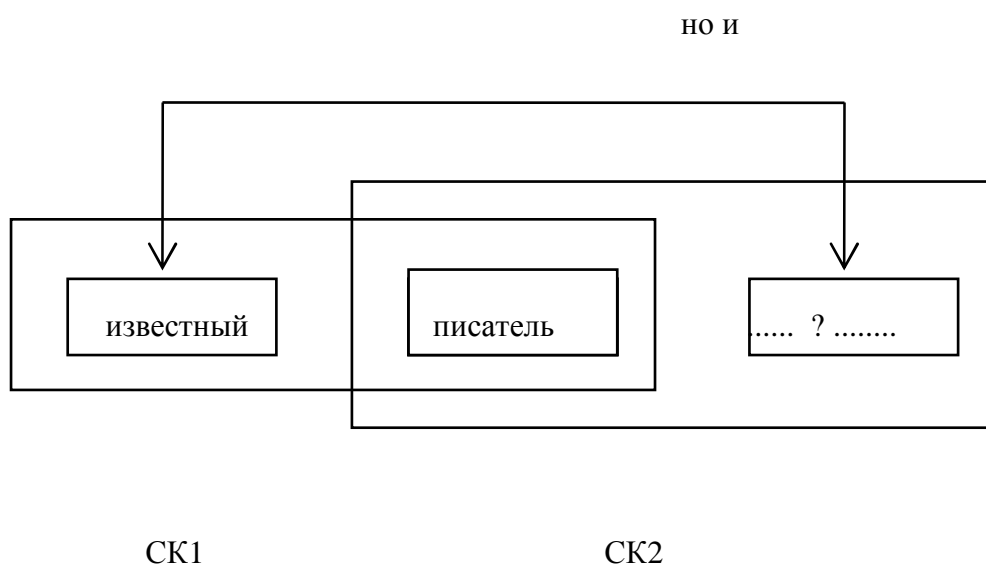 но и
известный писатель ...... ? ........
СК1 СК2